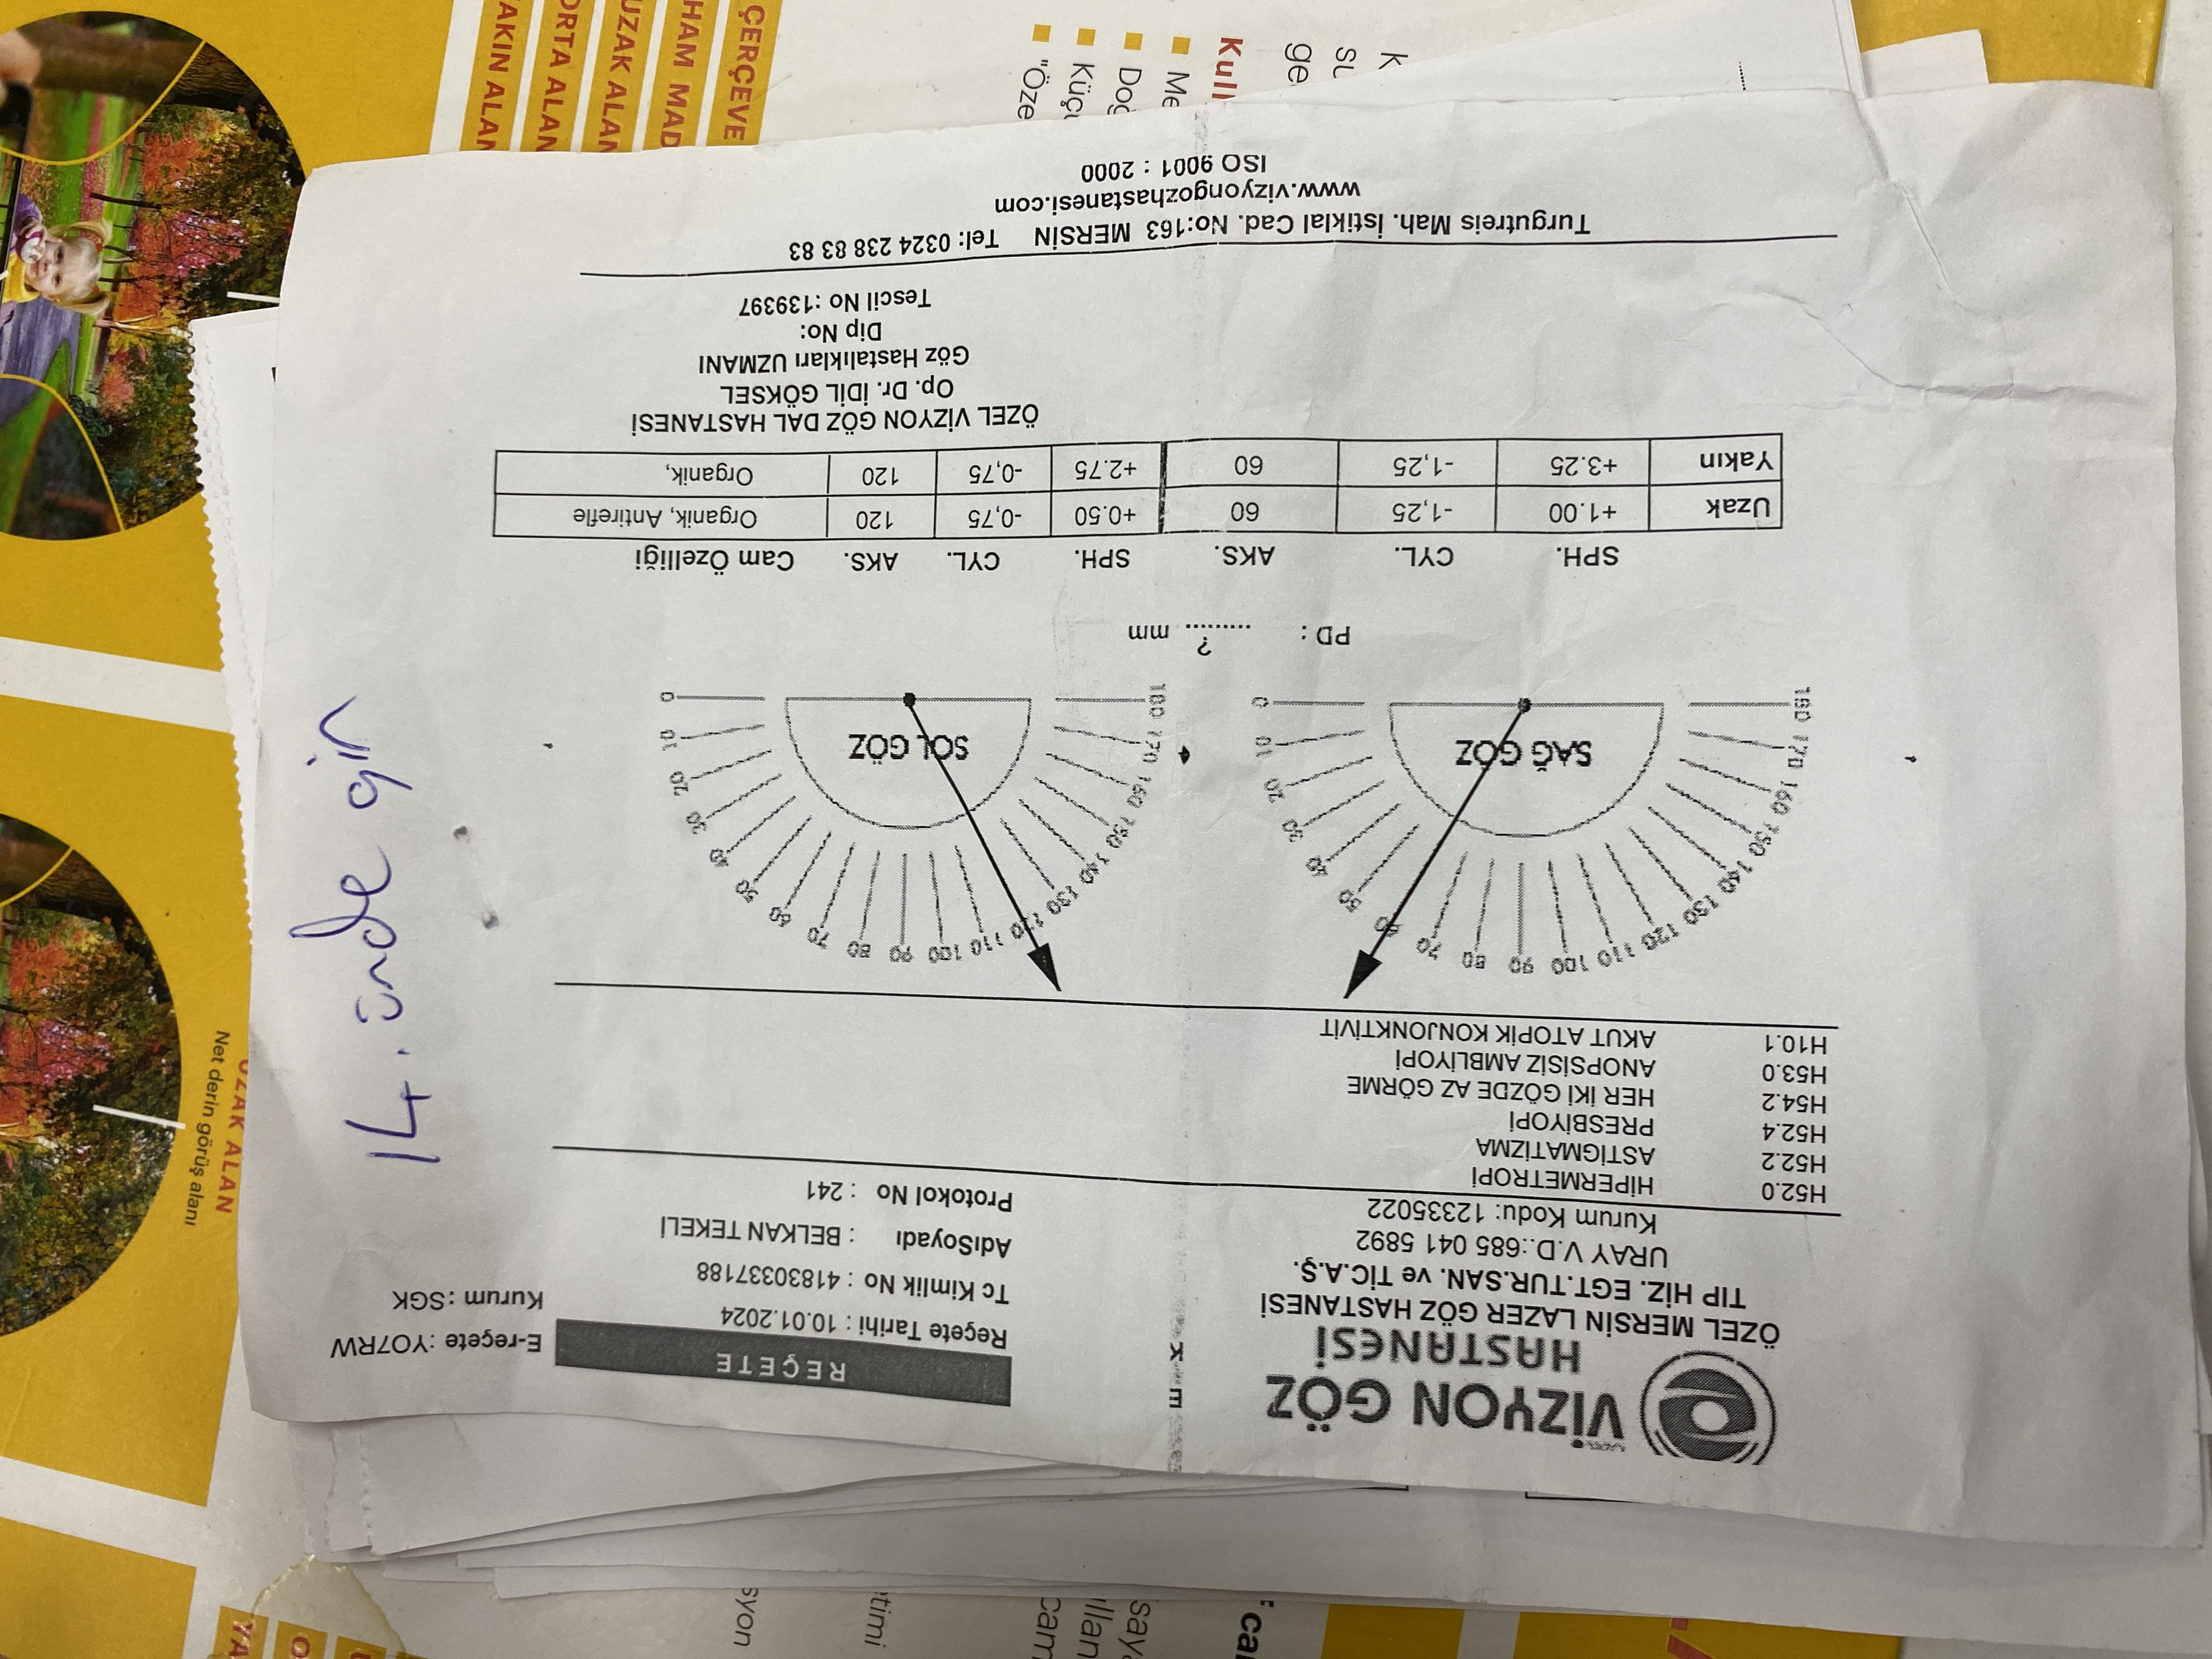 VİZYON GÖZ
HASTANESİ
ÖZEL MERSİN LAZER GÖZ HASTANESİ
TIP HİZ. EGT.TUR.SAN. ve TİC.A.Ş.
URAY V.D.:685 041 5892
Kurum Kodu: 12335022
E
K
REÇETE
Reçete Tarihi : 10.01.2024
E-reçete :YO7RW
Tc Kimlik No : 41830337188
Kurum :SGK
AdıSoyadı : BELKAN TEKELİ
Protokol No : 241
14. ünde gir
H52.0 HİPERMETROPİ
H52.2 ASTİGMATİZMA
H52.4 PRESBİYOPİ
H54.2 HER İKİ GÖZDE AZ GÖRME
H53.0 ANOPSİSİZ AMBLİYOPİ
H10.1 AKUT ATOPİK KONJONKTİVİT
180 170 160 150 140 130 120 110 100 90 80 70 60 50 40 30 20 10 0
SAĞ GÖZ
180 170 160 150 140 130 120 110 100 90 80 70 60 50 40 30 20 10 0
SOL GÖZ
PD : ........?........ mm
SPH. CYL. AKS. SPH. CYL. AKS. Cam Özelliği
Uzak +1.00 -1,25 60 +0.50 -0,75 120 Organik, Antirefle
Yakın +3.25 -1,25 60 +2.75 -0,75 120 Organik,
ÖZEL VİZYON GÖZ DAL HASTANESİ
Op. Dr. İDİL GÖKSEL
Göz Hastalıkları UZMANI
Dip No:
Tescil No :139397
Turgutreis Mah. İstiklal Cad. No:163 MERSİN Tel: 0324 238 83 83
www.vizyongozhastanesi.com
ISO 9001 : 2000
UZAK ALAN
Net derin görüş alanı
YAKIN ALAN
ORTA ALAN
UZAK ALAN
HAM MAD
ÇERÇEVE